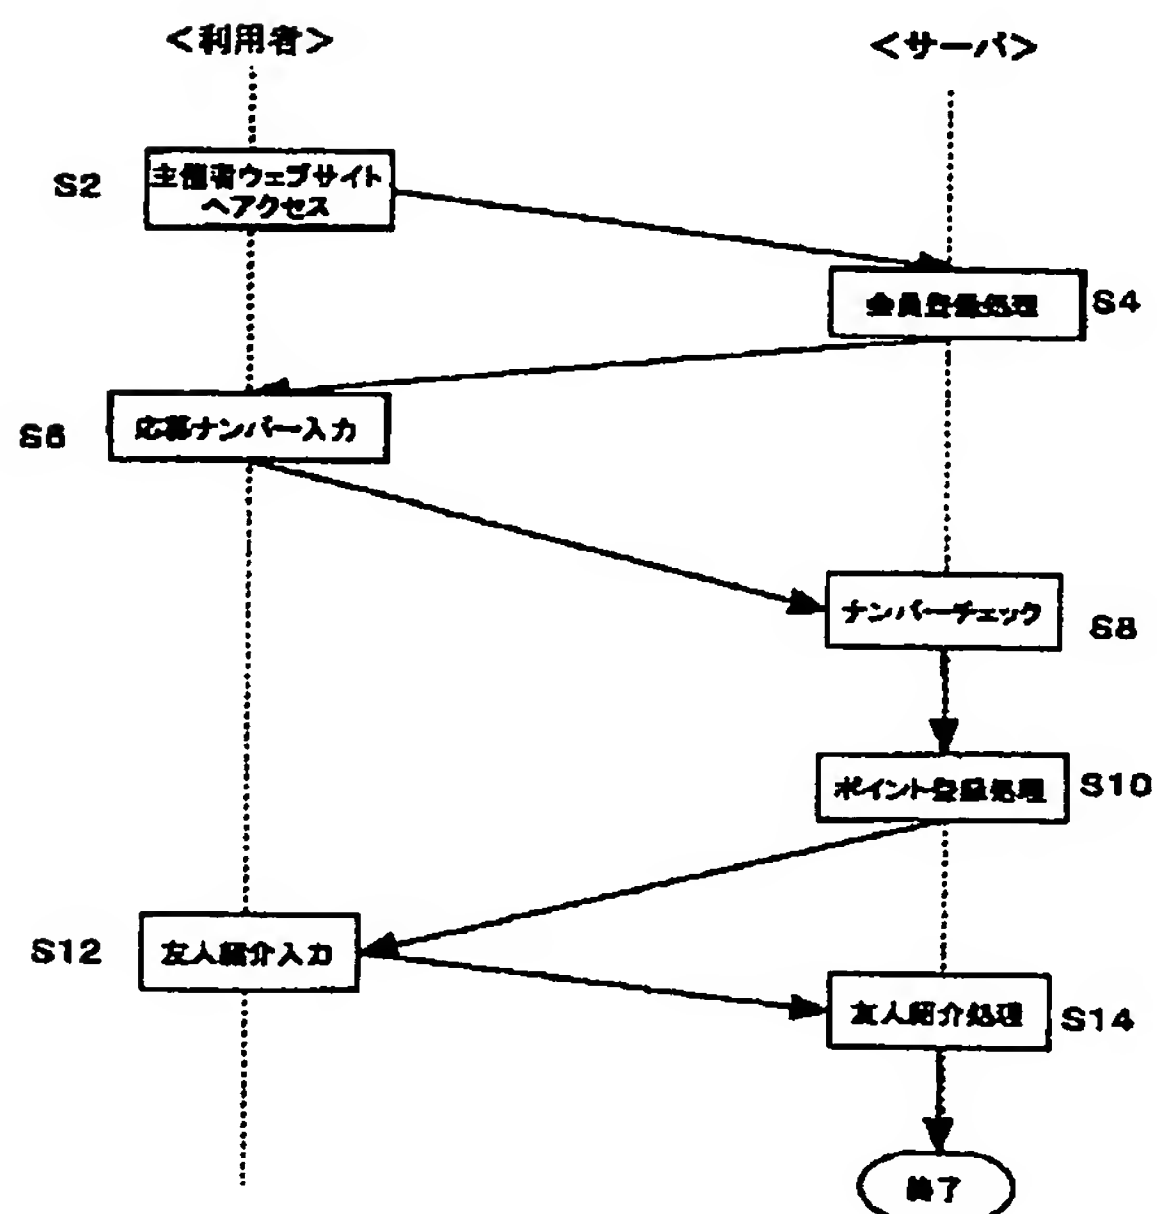 <利用者>
<サーバ>
S2
主催者ウェブサイト
へアクセス
会員登録処理
S4
S6
応募ナンバー入力
ナンバーチェック
S8
ポイント登録処理
S10
S12
友人紹介入力
友人紹介処理
S14
終了